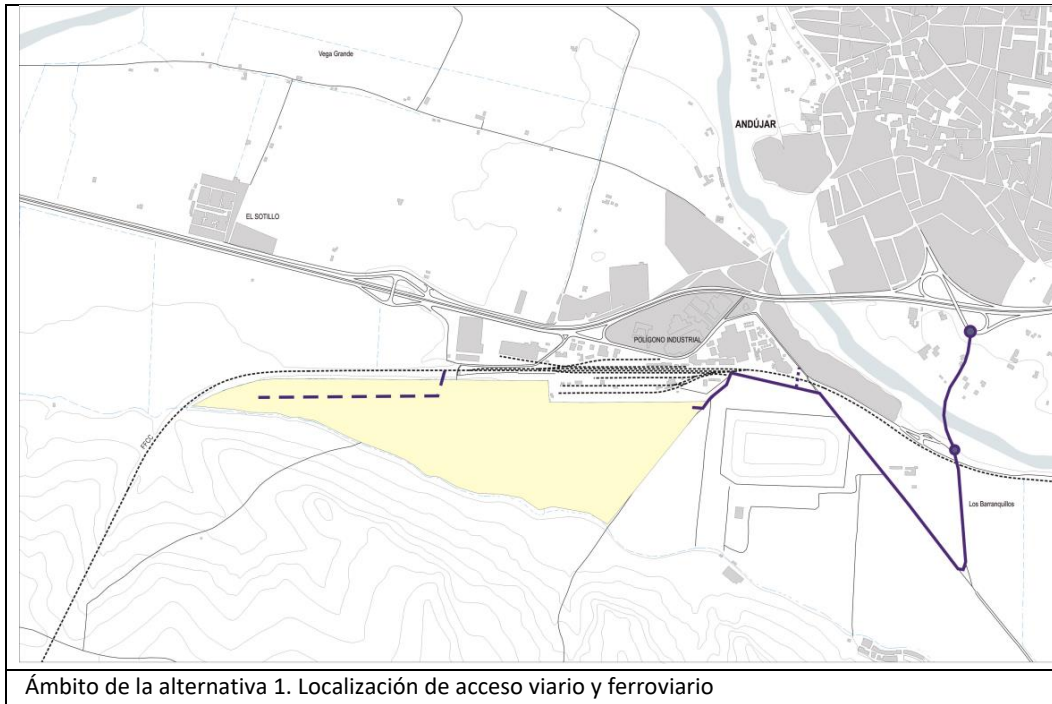 Vega Grande
ANDÚJAR
EL SOTILLO
POLÍGONO INDUSTRIAL
FFCC
Los Barranquillos
Ámbito de la alternativa 1. Localización de acceso viario y ferroviario